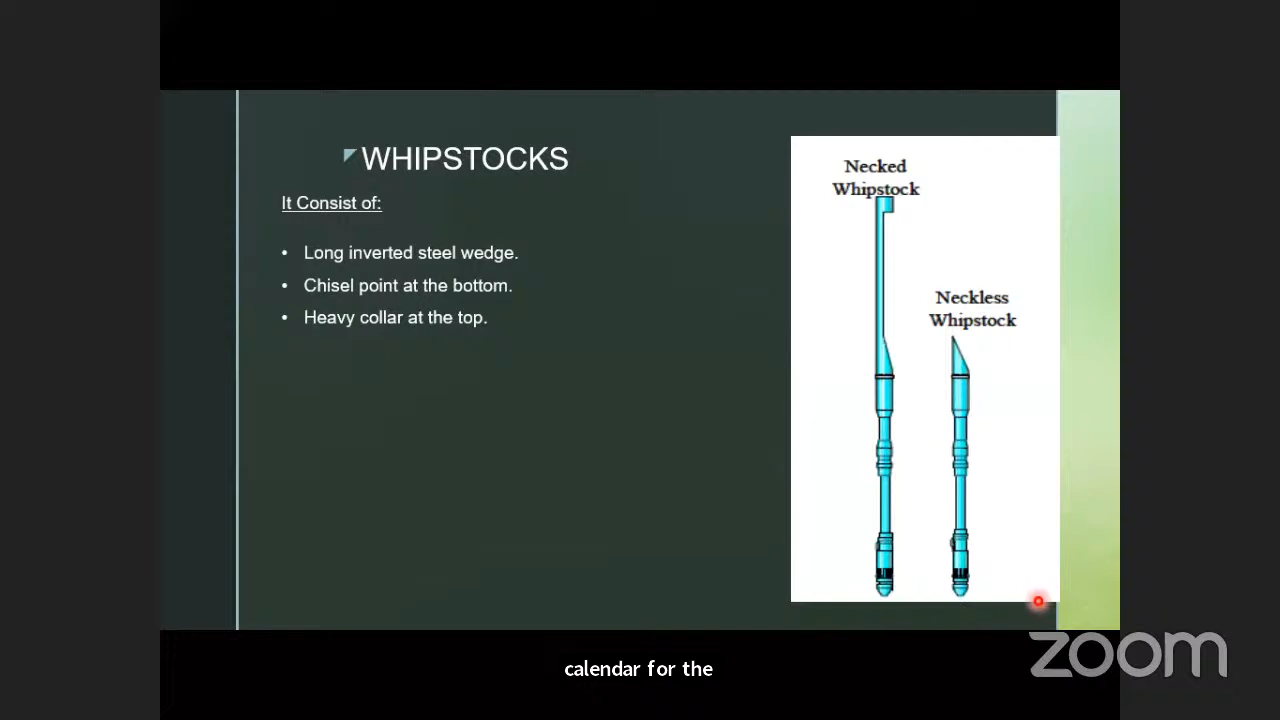 WHIPSTOCKS
It Consist of:
• Long inverted steel wedge.
• Chisel point at the bottom.
• Heavy collar at the top.
Necked
Whipstock
Neckless
Whipstock
calendar for the
zoom